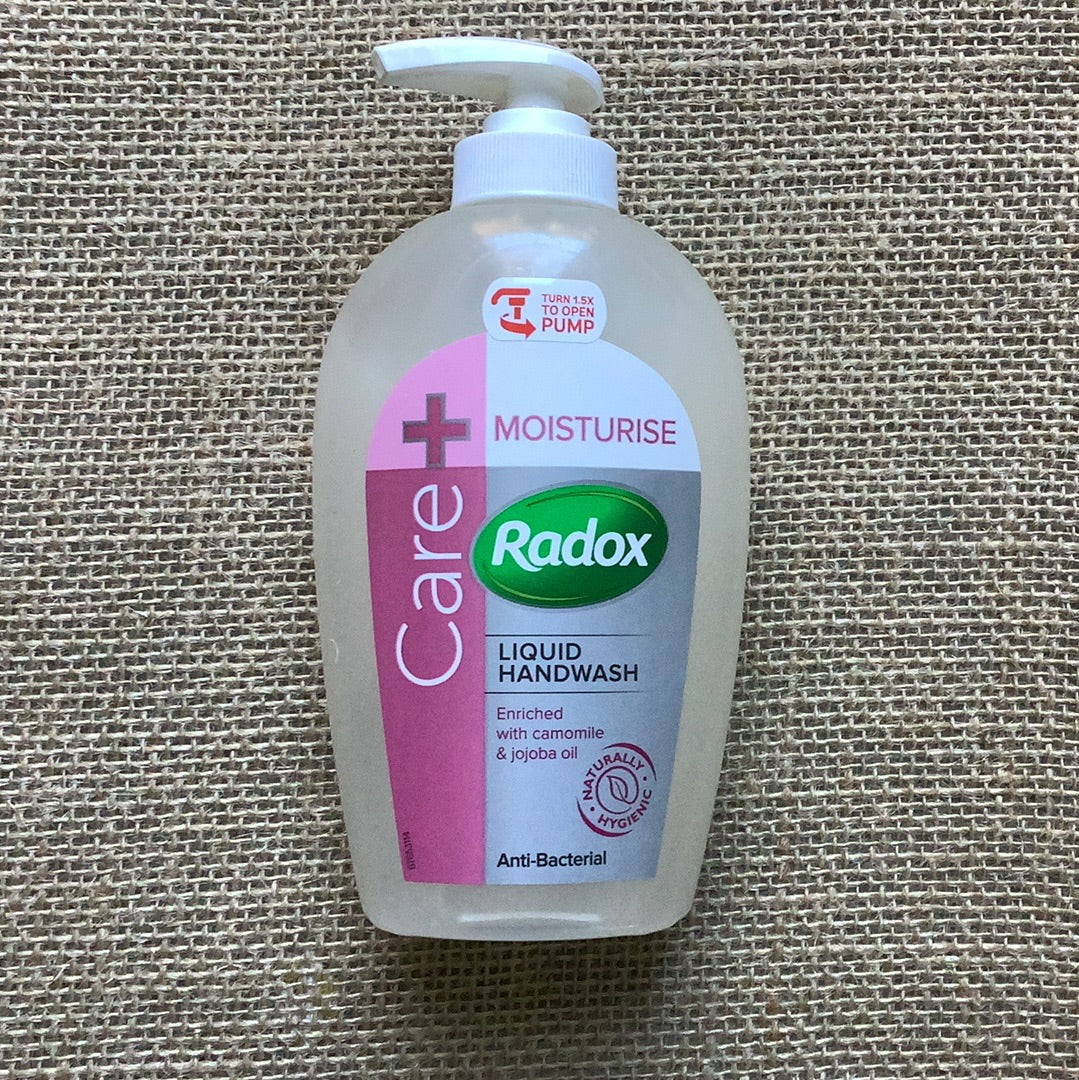 TURN 1.5X
TO OPEN
PUMP
Care+
MOISTURISE
Radox
LIQUID
HANDWASH
Enriched
with camomile
& jojoba oil
NATURALLY
HYGIENIC
Anti-Bacterial